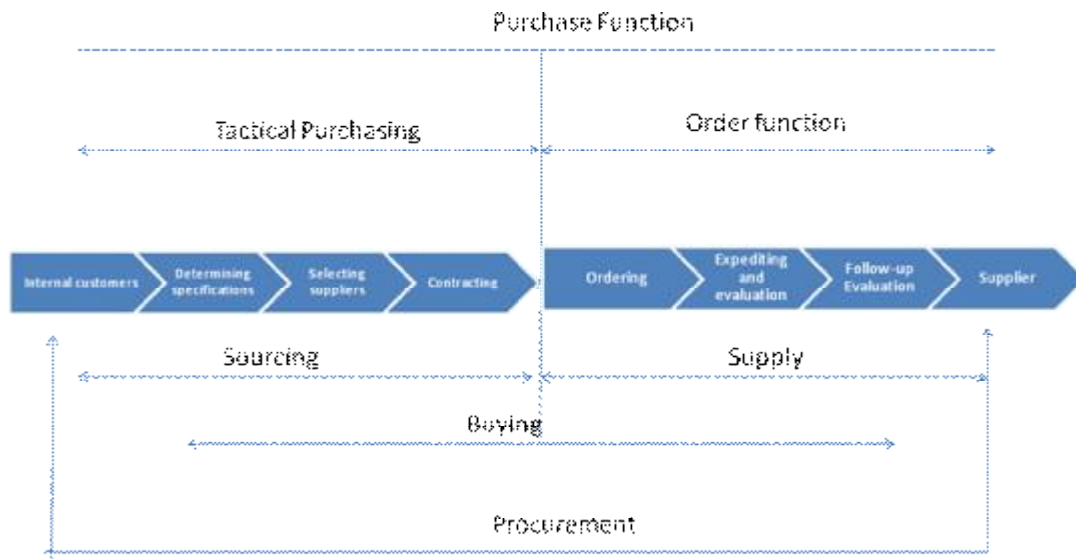 Purchase Function
Tactical Purchasing
Order function
Internal customers
Determining
specifications
Selecting
suppliers
Contracting
Ordering
Expediting
and
evaluation
Follow-up
Evaluation
Supplier
Sourcing
Supply
Buying
Procurement